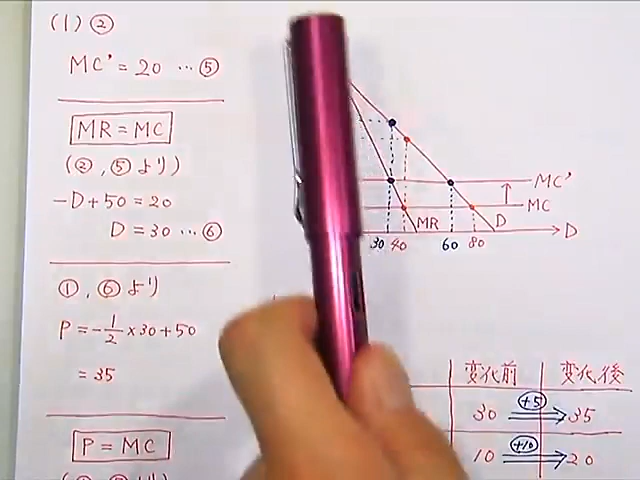 (1) ②
MC' = 20 … ⑤
MR = MC
(②, ⑤ より)
-D + 50 = 20
D = 30 … ⑥
①, ⑥ より
P = -1/2 × 30 + 50
= 35
P = MC
MC'
MC
MR
D
D
30 40 60 80
変化前 変化後
30 +5 35
10 +10 20